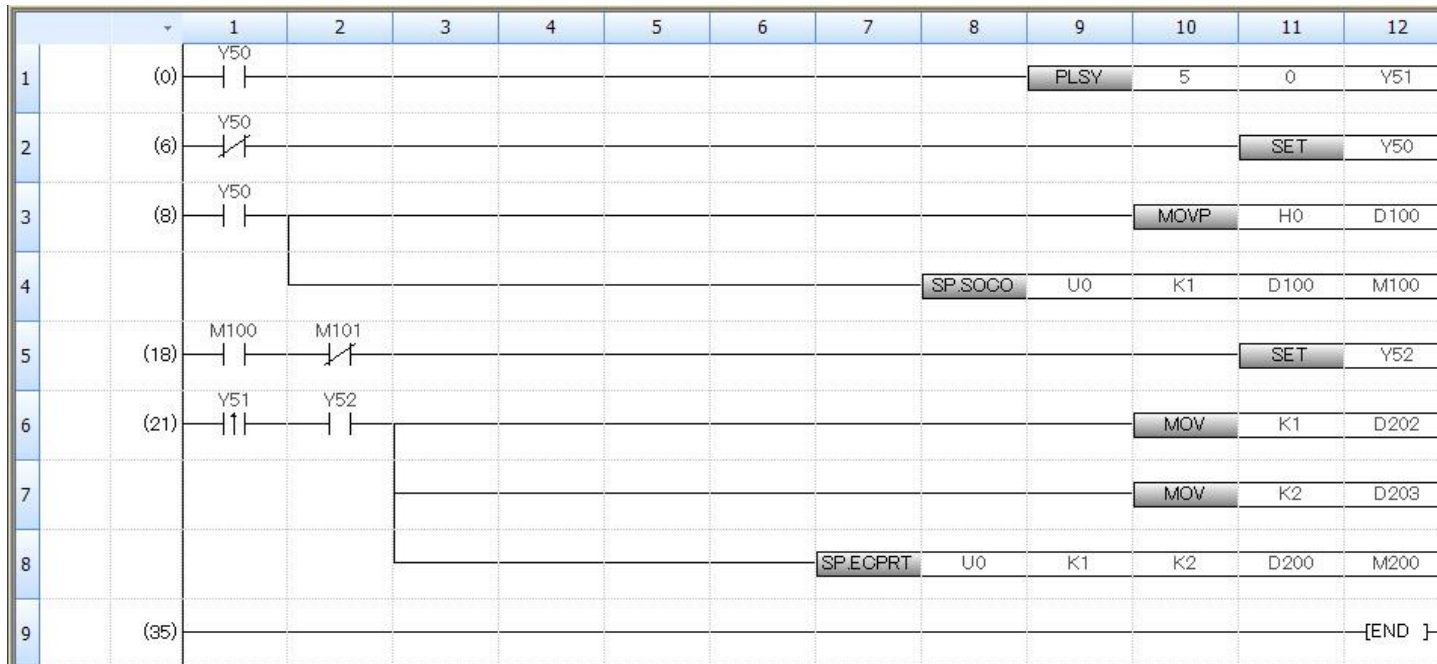 1 2 3 4 5 6 7 8 9 10 11 12
Y50
1 (0) PLSY 5 0 Y51
Y50
2 (6) SET Y50
Y50
3 (8) MOVP H0 D100
4 SP.SOCO U0 K1 D100 M100
M100 M101
5 (18) SET Y52
Y51 Y52
6 (21) MOV K1 D202
7 MOV K2 D203
8 SP.ECPRT U0 K1 K2 D200 M200
9 (35) [END ]